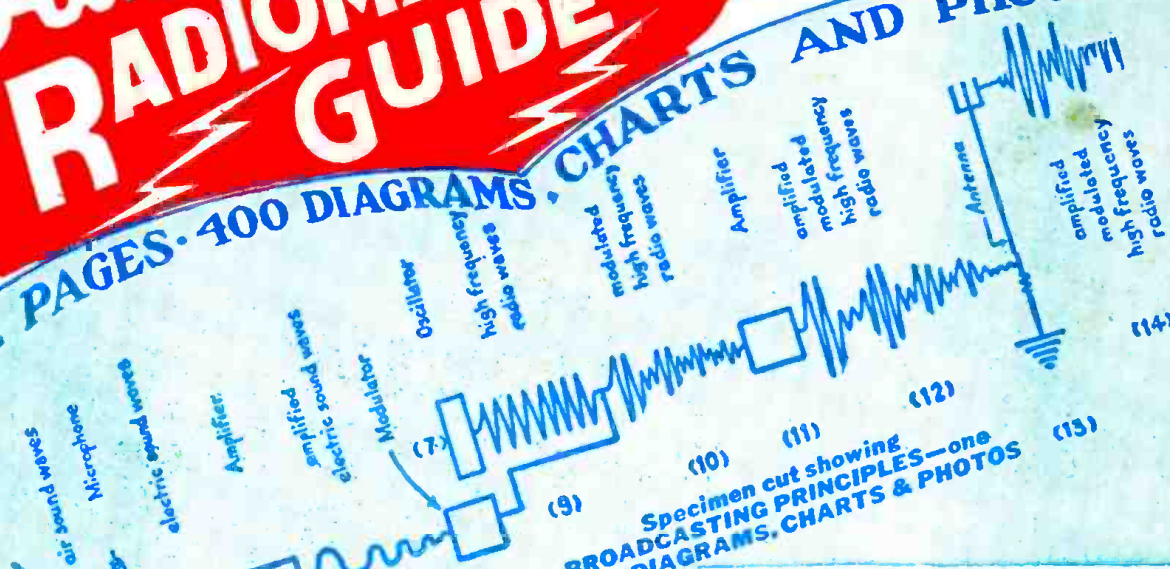 RADIOM
GUIDE
PAGES. 400 DIAGRAMS, CHARTS AND
air sound waves
Microphone
electric sound waves
Amplifier.
amplified
electric sound waves
Modulator.
Oscillator
high frequency
radio waves
modulated
high frequency
radio waves
Amplifier
amplified
modulated
high frequency
radio waves
Antenna
amplified
modulated
high frequency
radio waves
(7)
(9)
(10)
(11)
(12)
(13)
(14)
Specimen cut showing
BROADCASTING PRINCIPLES—one
DIAGRAMS, CHARTS & PHOTOS